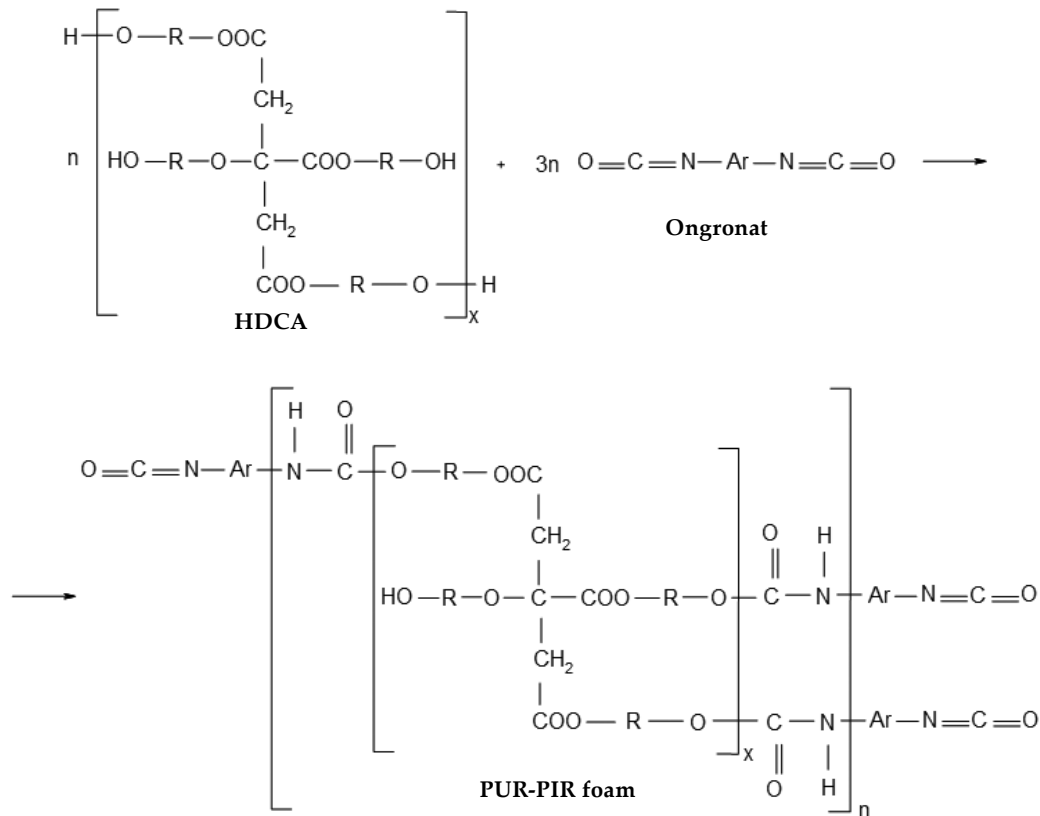 H—O—R—OOC
CH2
n HO—R—O—C—COO—R—OH + 3n O=C=N—Ar—N=C=O
CH2
Ongronat
COO—R—O—H
x
HDCA
H O
O=C=N—Ar—N—C—O—R—OOC
O H
CH2
HO—R—O—C—COO—R—O—C—N—Ar—N=C=O
CH2
COO—R—O—C—N—Ar—N=C=O
x
O H
PUR-PIR foam
n